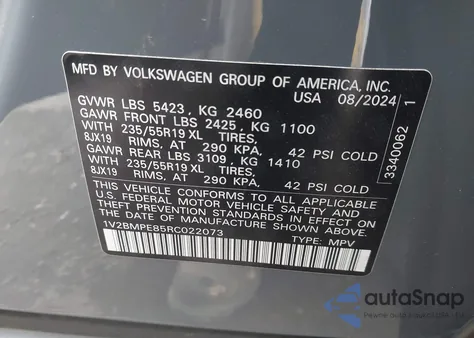 MFD BY VOLKSWAGEN GROUP OF AMERICA, INC.
USA 08/2024
GVWR LBS 5423, KG 2460
GAWR FRONT LBS 2425, KG 1100
WITH 235/55R19 XL TIRES,
8JX19 RIMS, AT 290 KPA, 42 PSI COLD
GAWR REAR LBS 3109, KG 1410
WITH 235/55R19 XL TIRES,
8JX19 RIMS, AT 290 KPA, 42 PSI COLD
THIS VEHICLE CONFORMS TO ALL APPLICABLE
U.S. FEDERAL MOTOR VEHICLE SAFETY AND
THEFT PREVENTION STANDARDS IN EFFECT ON
THE DATE OF MANUFACTURE SHOWN ABOVE.
1V2BMPE85RC022073 TYPE: MPV
3340062 1
autoSnap